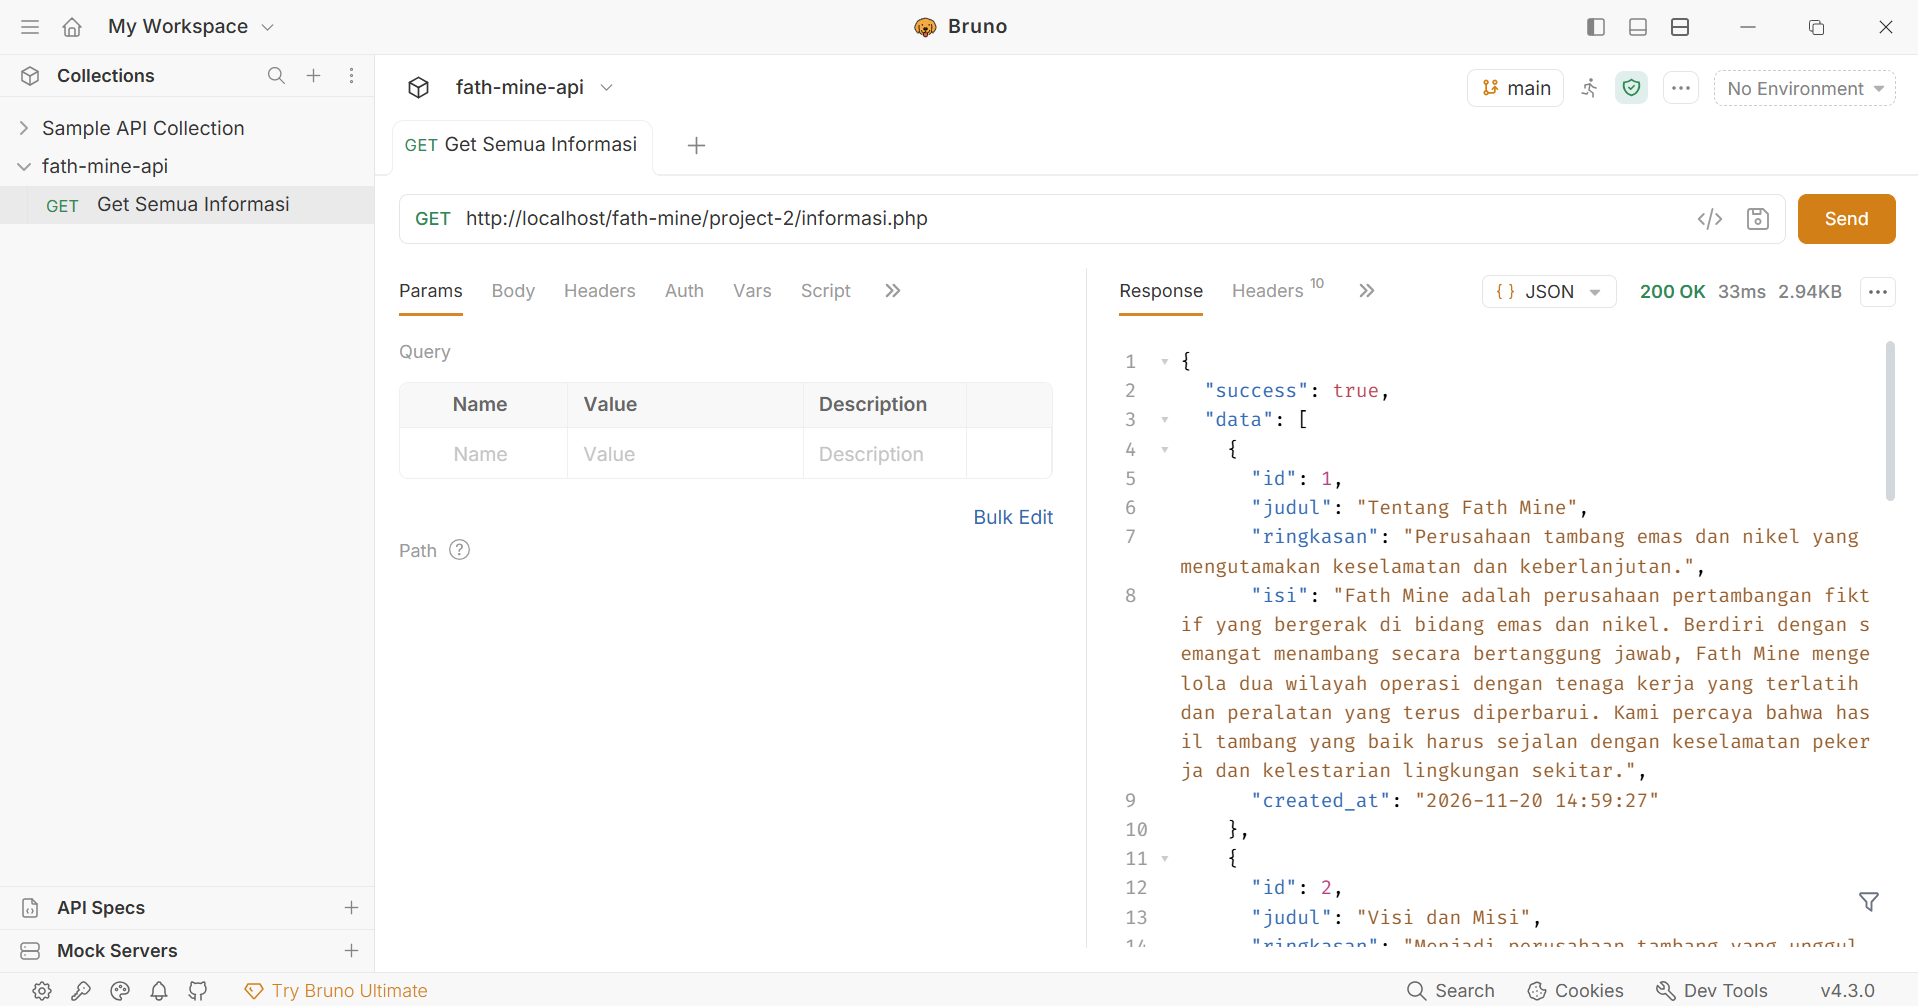 My Workspace
Bruno
Collections
Sample API Collection
fath-mine-api
GET Get Semua Informasi
API Specs
Mock Servers
fath-mine-api
main
No Environment
GET Get Semua Informasi
GET http://localhost/fath-mine/project-2/informasi.php
Send
Params Body Headers Auth Vars Script
Query
Name Value Description
Name Value Description
Bulk Edit
Path
Response Headers 10
{ } JSON 200 OK 33ms 2.94KB
1 {
2 "success": true,
3 "data": [
4 {
5 "id": 1,
6 "judul": "Tentang Fath Mine",
7 "ringkasan": "Perusahaan tambang emas dan nikel yang
mengutamakan keselamatan dan keberlanjutan.",
8 "isi": "Fath Mine adalah perusahaan pertambangan fikt
if yang bergerak di bidang emas dan nikel. Berdiri dengan s
emangat menambang secara bertanggung jawab, Fath Mine menge
lola dua wilayah operasi dengan tenaga kerja yang terlatih
dan peralatan yang terus diperbarui. Kami percaya bahwa has
il tambang yang baik harus sejalan dengan keselamatan peker
ja dan kelestarian lingkungan sekitar.",
9 "created_at": "2026-11-20 14:59:27"
10 },
11 {
12 "id": 2,
13 "judul": "Visi dan Misi",
14 "ringkasan": "Menjadi perusahaan tambang yang unggul
Try Bruno Ultimate
Search
Cookies
Dev Tools
v4.3.0